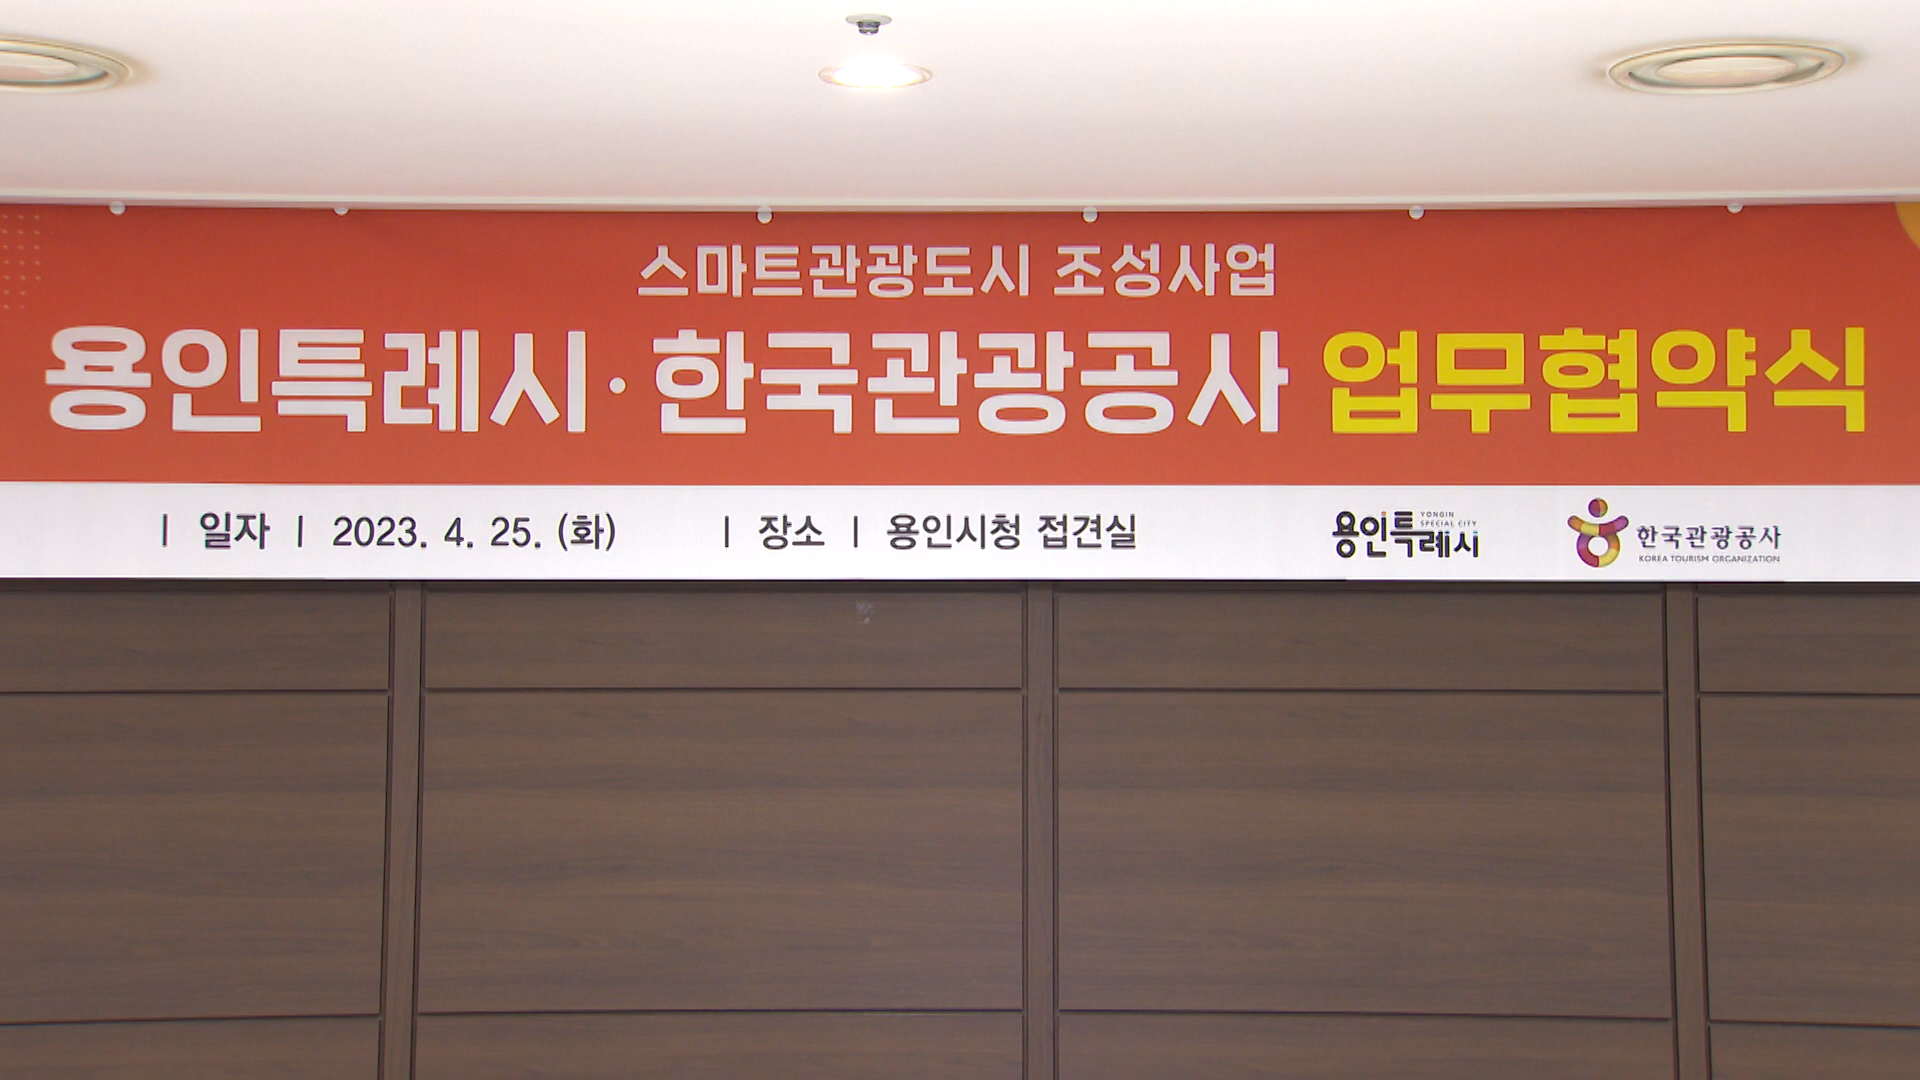 스마트관광도시 조성사업
용인특례시·한국관광공사 업무협약식
| 일자 | 2023. 4. 25. (화) | 장소 | 용인시청 접견실
용인특례시 YONGIN SPECIAL CITY
한국관광공사
KOREA TOURISM ORGANIZATION